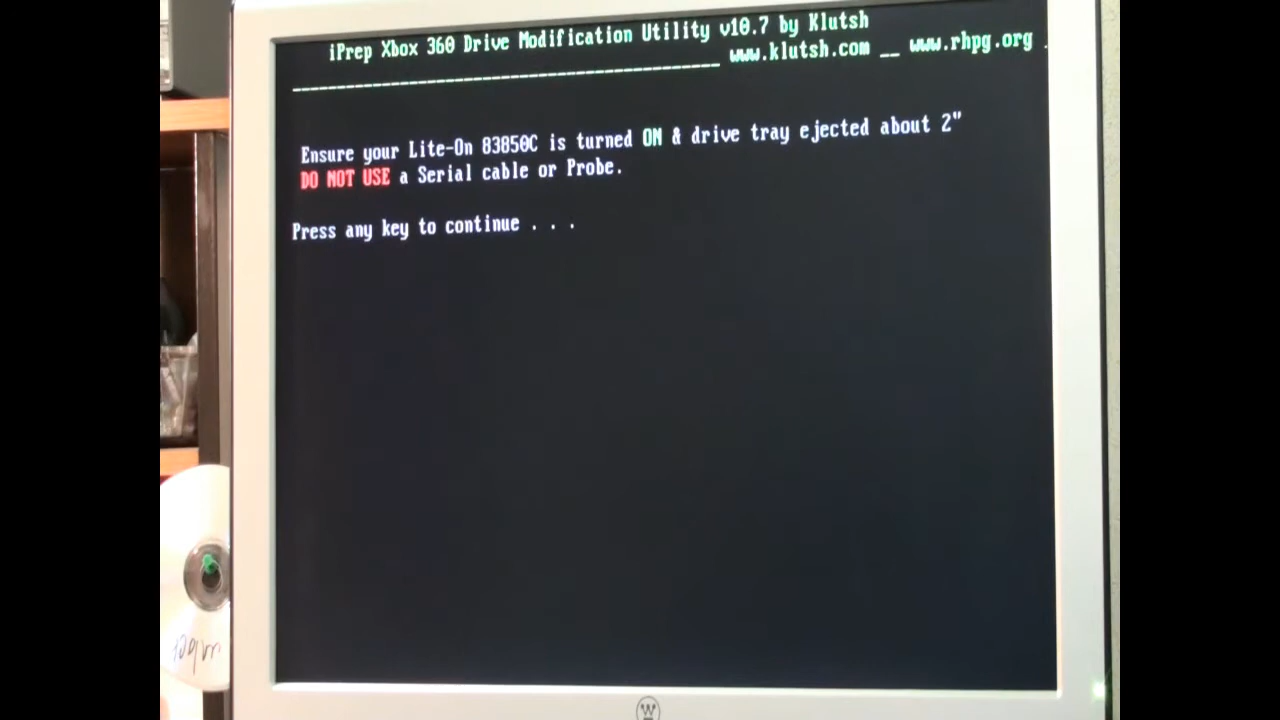 iPrep Xbox 360 Drive Modification Utility v10.7 by Klutsh
www.klutsh.com __ www.rhpg.org
Ensure your Lite-On 83850C is turned ON & drive tray ejected about 2"
DO NOT USE a Serial cable or Probe.
Press any key to continue . . .
W